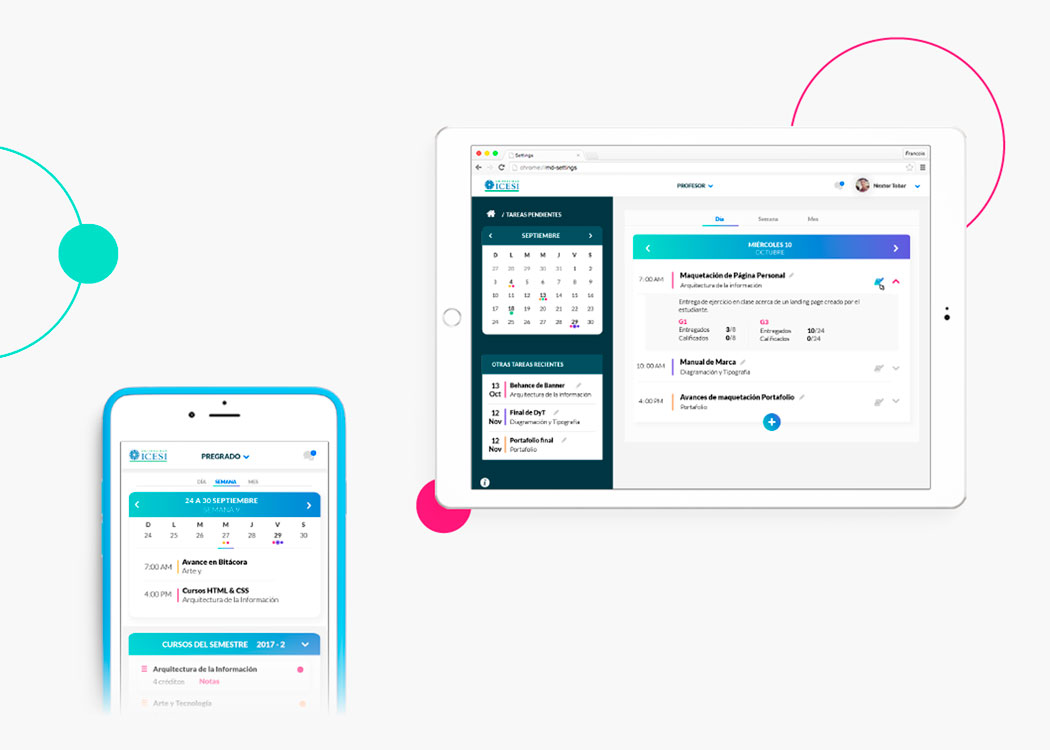 Settings
Francois
chrome://md-settings
UNIVERSIDAD
ICESI
PROFESOR
Néstor Tobar
/ TAREAS PENDIENTES
SEPTIEMBRE
D L M M J V S
27 28 29 30 31 1 2
3 4 5 6 7 8 9
10 11 12 13 14 15 16
17 18 19 20 21 22 23
24 25 26 27 28 29 30
OTRAS TAREAS RECIENTES
13 Oct
Behance de Banner
Arquitectura de la información
12 Nov
Final de DyT
Diagramación y Tipografía
12 Nov
Portafolio final
Portafolio
Día Semana Mes
MIÉRCOLES 10
OCTUBRE
7:00 AM
Maquetación de Página Personal
Arquitectura de la información
Entrega de ejercicio en clase acerca de un landing page creado por el
estudiante.
G1
Entregados 3/8
Calificados 0/8
G3
Entregados 10/24
Calificados 0/24
10:00 AM
Manual de Marca
Diagramación y Tipografía
4:00 PM
Avances de maquetación Portafolio
Portafolio
UNIVERSIDAD
ICESI
PREGRADO
DÍA SEMANA MES
24 A 30 SEPTIEMBRE
SEMANA V
D L M M J V S
24 25 26 27 28 29 30
7:00 AM
Avance en Bitácora
Arte y
4:00 PM
Cursos HTML & CSS
Arquitectura de la Información
CURSOS DEL SEMESTRE 2017 - 2
Arquitectura de la Información
4 créditos Notas
Arte y Tecnología